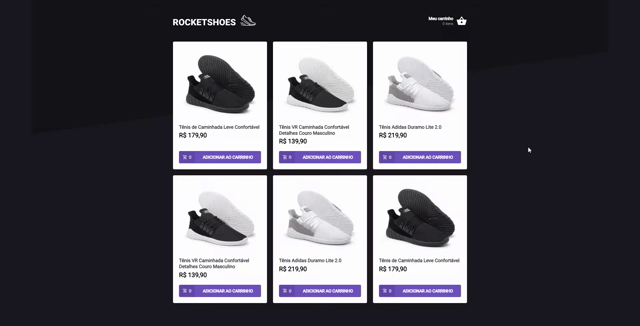 ROCKETSHOES
Meu carrinho
0 itens
Tênis de Caminhada Leve Confortável
R$ 179,90
0 ADICIONAR AO CARRINHO
Tênis VR Caminhada Confortável
Detalhes Couro Masculino
R$ 139,90
0 ADICIONAR AO CARRINHO
Tênis Adidas Duramo Lite 2.0
R$ 219,90
0 ADICIONAR AO CARRINHO
Tênis VR Caminhada Confortável
Detalhes Couro Masculino
R$ 139,90
0 ADICIONAR AO CARRINHO
Tênis Adidas Duramo Lite 2.0
R$ 219,90
0 ADICIONAR AO CARRINHO
Tênis de Caminhada Leve Confortável
R$ 179,90
0 ADICIONAR AO CARRINHO